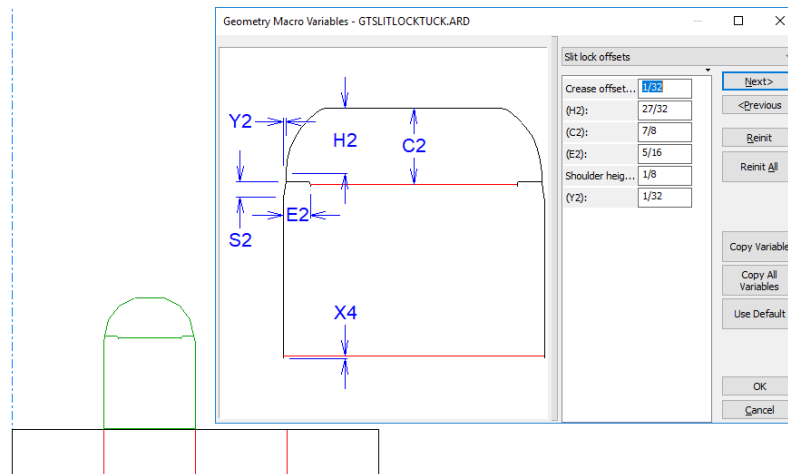 Geometry Macro Variables - GTSLITLOCKTUCK.ARD
Slit lock offsets
Crease offset... 1/32
(H2): 27/32
(C2): 7/8
(E2): 5/16
Shoulder heig... 1/8
(Y2): 1/32
Next>
<Previous
Reinit
Reinit All
Copy Variable
Copy All
Variables
Use Default
OK
Cancel
Y2
H2
C2
E2
S2
X4